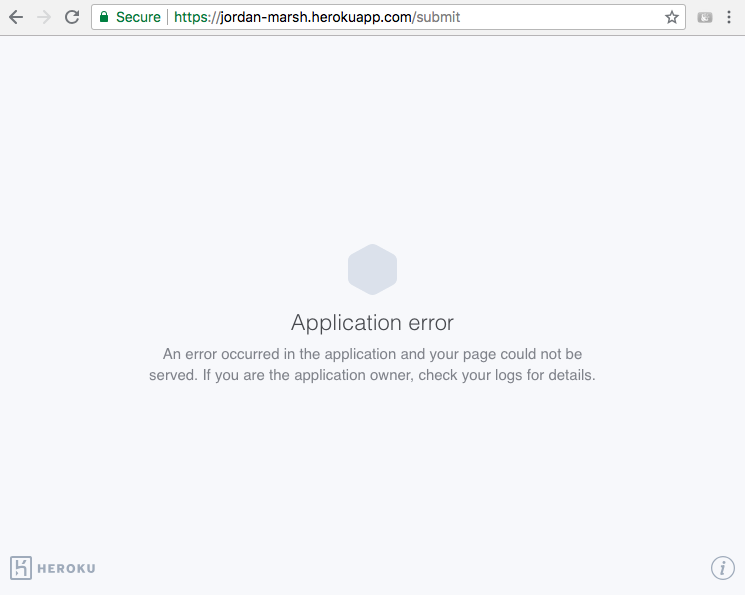 Secure https://jordan-marsh.herokuapp.com/submit
Application error
An error occurred in the application and your page could not be
served. If you are the application owner, check your logs for details.
HEROKU
i